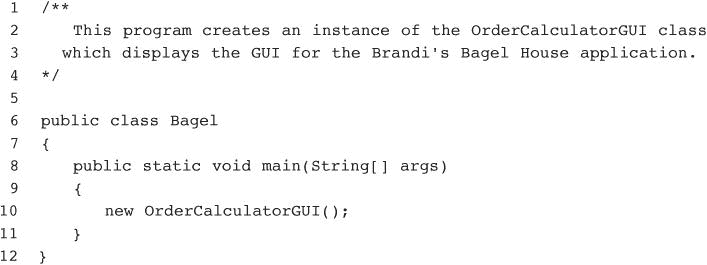 1 /**
2 This program creates an instance of the OrderCalculatorGUI class
3 which displays the GUI for the Brandi's Bagel House application.
4 */
5
6 public class Bagel
7 {
8 public static void main(String[] args)
9 {
10 new OrderCalculatorGUI();
11 }
12 }